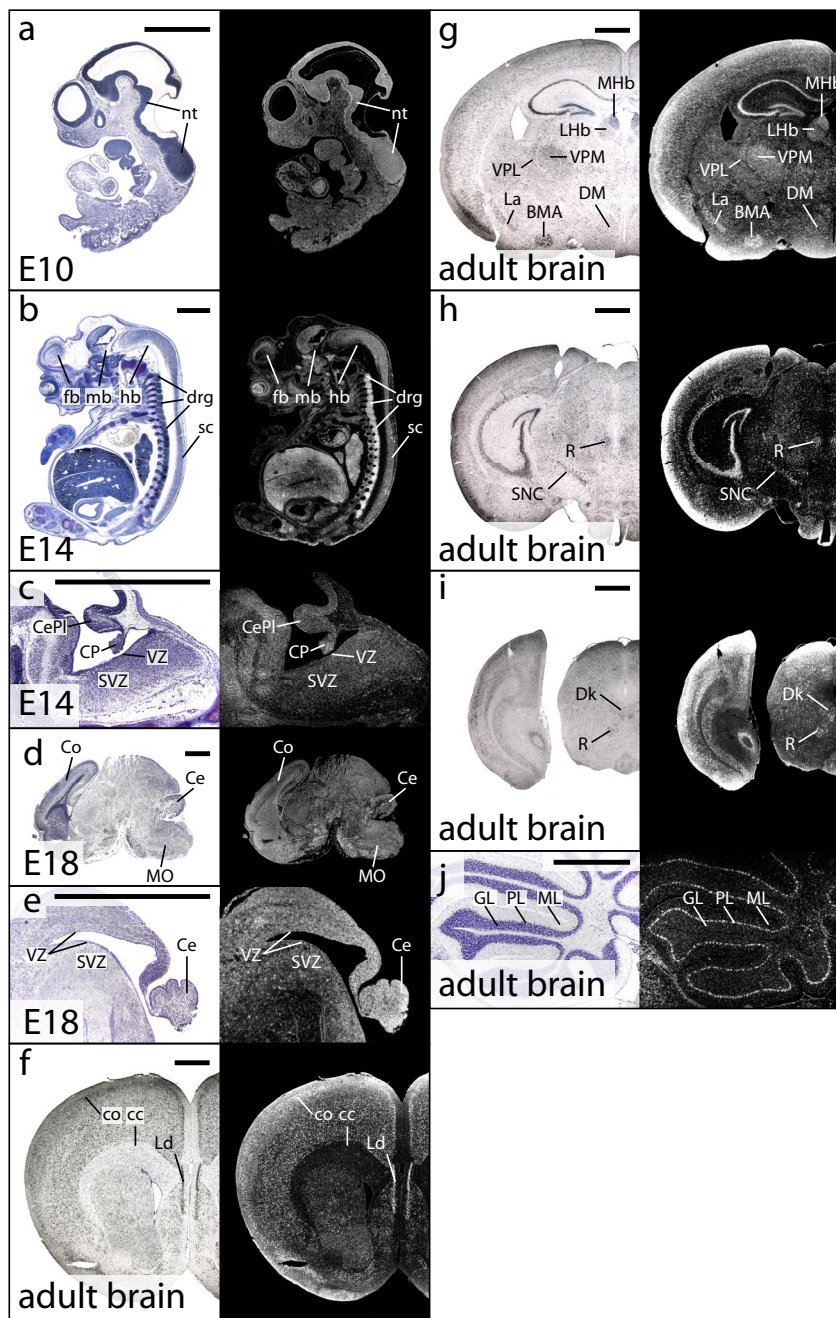 a
nt
nt
E10
b
fb mb hb
drg
sc
fb mb hb
drg
sc
E14
c
CePl
CP
VZ
SVZ
CePl
CP
VZ
SVZ
E14
d
Co
Ce
MO
Co
Ce
MO
E18
e
VZ
SVZ
Ce
VZ
SVZ
Ce
E18
f
co cc
Ld
co cc
Ld
adult brain
g
MHb
LHb
VPL
VPM
La
BMA
DM
MHb
LHb
VPL
VPM
La
BMA
DM
adult brain
h
R
SNC
R
SNC
adult brain
i
Dk
R
Dk
R
adult brain
j
GL PL ML
GL PL ML
adult brain